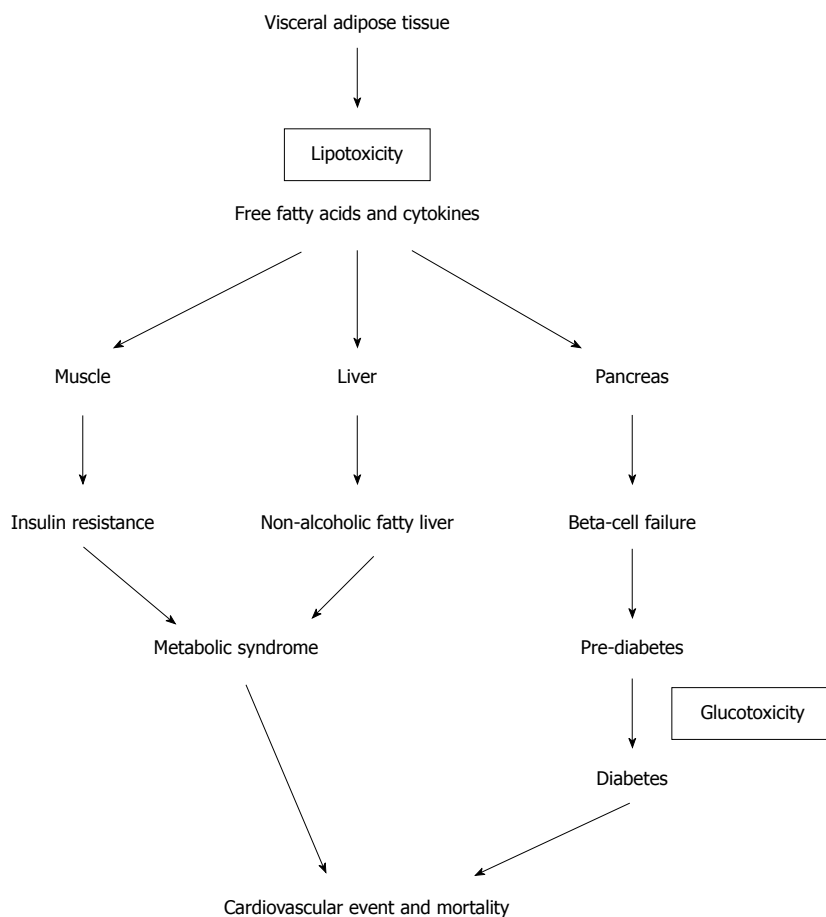 Visceral adipose tissue
Lipotoxicity
Free fatty acids and cytokines
Muscle
Liver
Pancreas
Insulin resistance
Non-alcoholic fatty liver
Beta-cell failure
Metabolic syndrome
Pre-diabetes
Glucotoxicity
Diabetes
Cardiovascular event and mortality